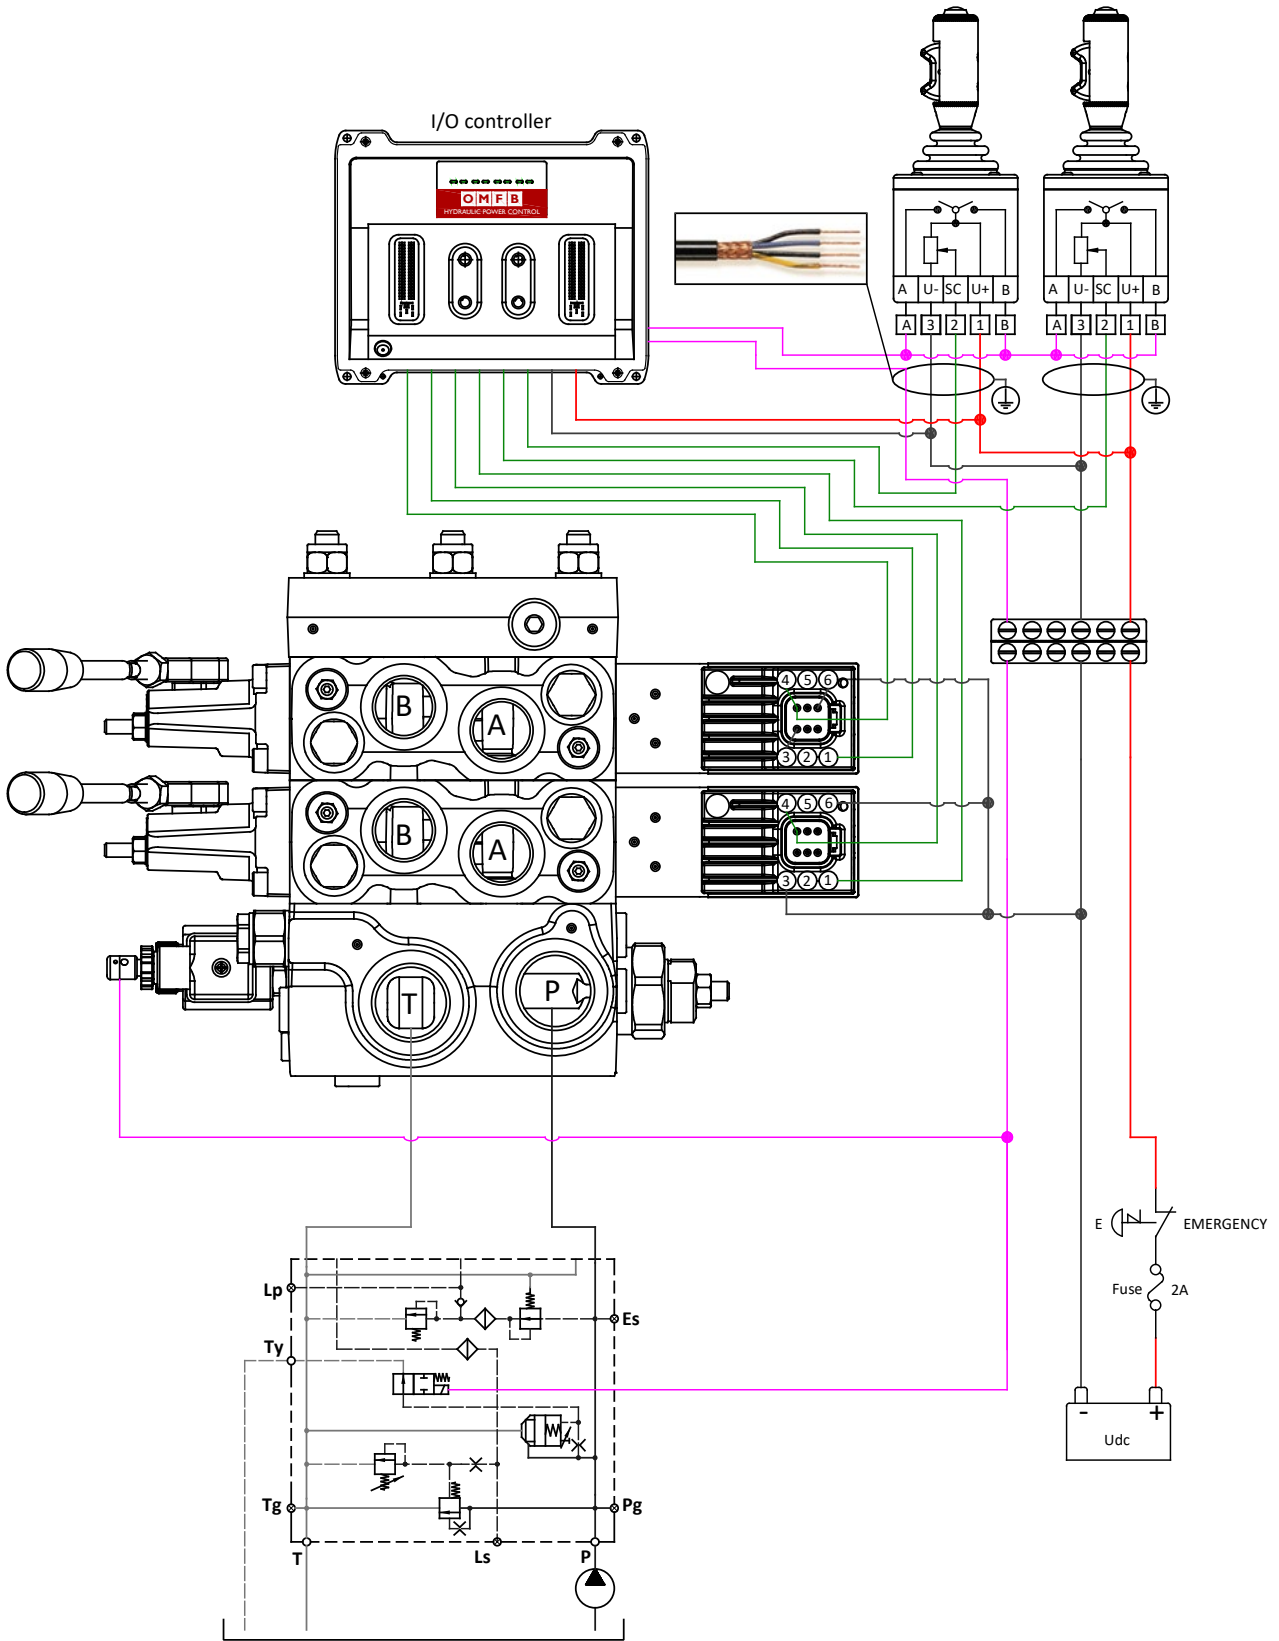 I/O controller
OMFB
HYDRAULIC POWER CONTROL
A U- SC U+ B
A U- SC U+ B
A 3 2 1 B
A 3 2 1 B
4 5 6
B
A
3 2 1
4 5 6
B
A
3 2 1
T
P
E
EMERGENCY
Fuse
2A
Lp
Es
Ty
- +
Udc
Tg
Pg
T
Ls
P